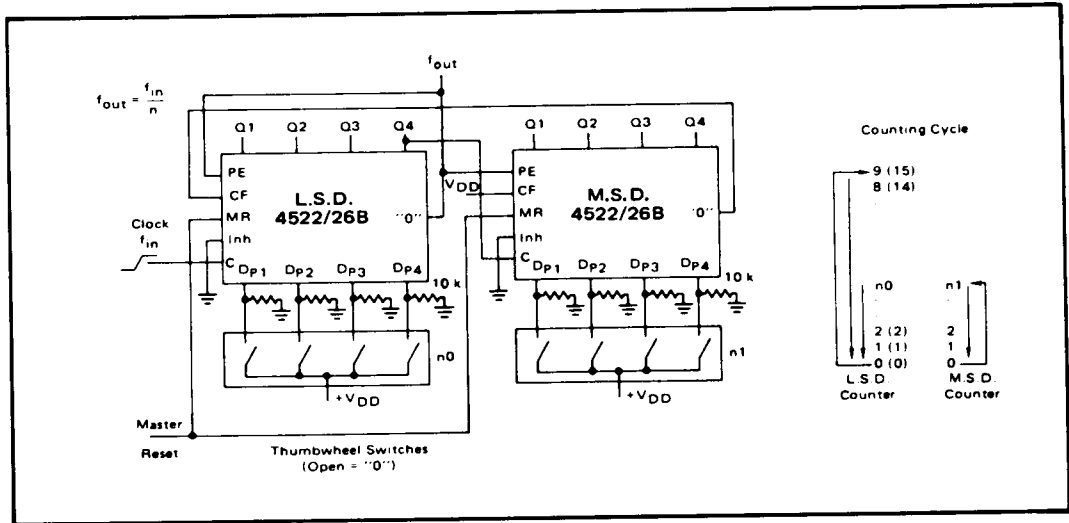 fout
fout = fin/n
Q1 Q2 Q3 Q4
Q1 Q2 Q3 Q4
Counting Cycle
PE
CF
MR
Inh
C
L.S.D.
4522/26B
"0"
VDD
PE
CF
MR
Inh
C
M.S.D.
4522/26B
"0"
Clock
fin
DP1 DP2 DP3 DP4
10 k
DP1 DP2 DP3 DP4
10 k
n0
n1
+VDD
+VDD
Master
Reset
Thumbwheel Switches
(Open = "0")
9 (15)
8 (14)
n0
2 (2)
1 (1)
0 (0)
L.S.D.
Counter
n1
2
1
0
M.S.D.
Counter